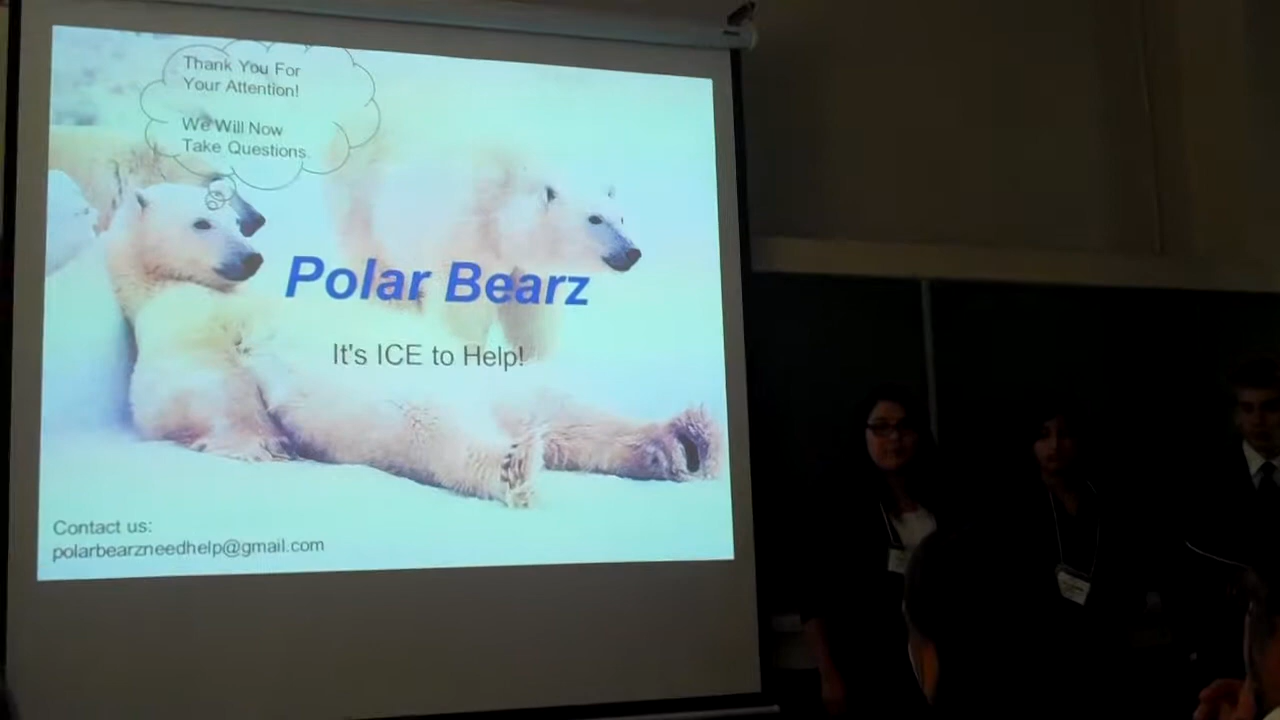 Thank You For
Your Attention!
We Will Now
Take Questions.
Polar Bearz
It's ICE to Help!
Contact us:
polarbearzneedhelp@gmail.com